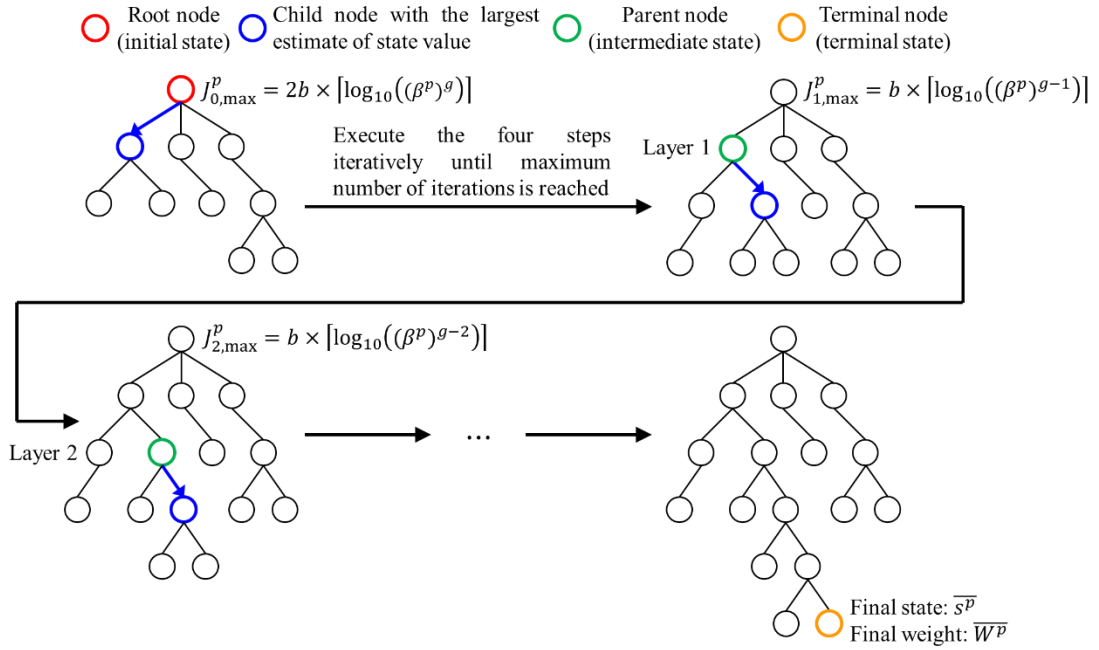 Root node
(initial state)
Child node with the largest
estimate of state value
Parent node
(intermediate state)
Terminal node
(terminal state)
J^p_{0,max} = 2b × ⌈log₁₀((β^p)^g)⌉
J^p_{1,max} = b × ⌈log₁₀((β^p)^{g−1})⌉
Execute the four steps
iteratively until maximum
number of iterations is reached
Layer 1
J^p_{2,max} = b × ⌈log₁₀((β^p)^{g−2})⌉
Layer 2
...
Final state: \overline{s^p}
Final weight: \overline{W^p}